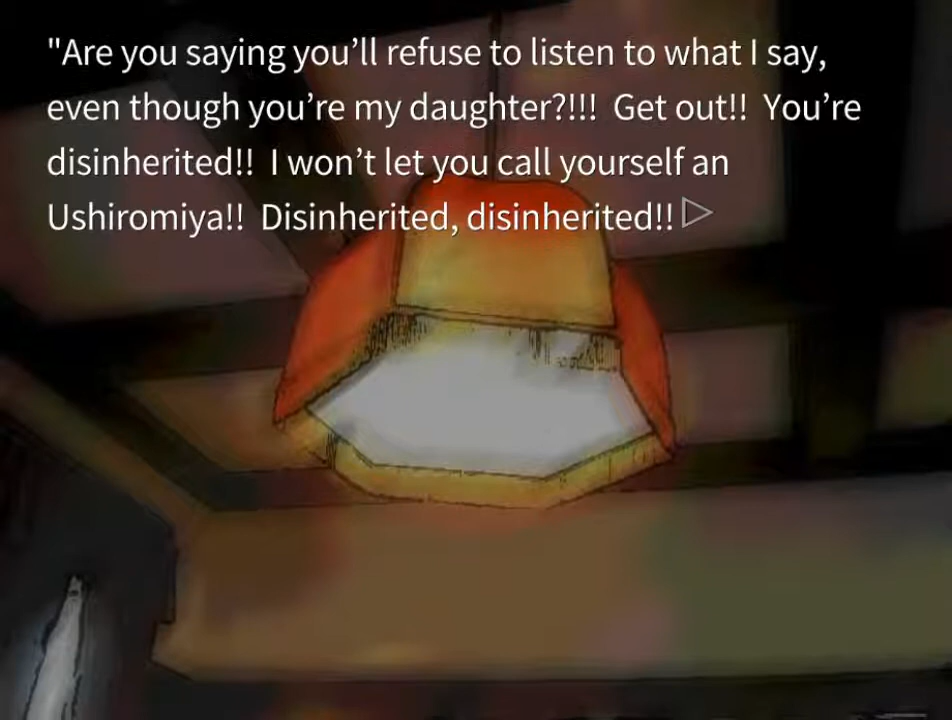 "Are you saying you’ll refuse to listen to what I say,
even though you’re my daughter?!!!  Get out!!  You’re
disinherited!!  I won’t let you call yourself an
Ushiromiya!!  Disinherited, disinherited!!